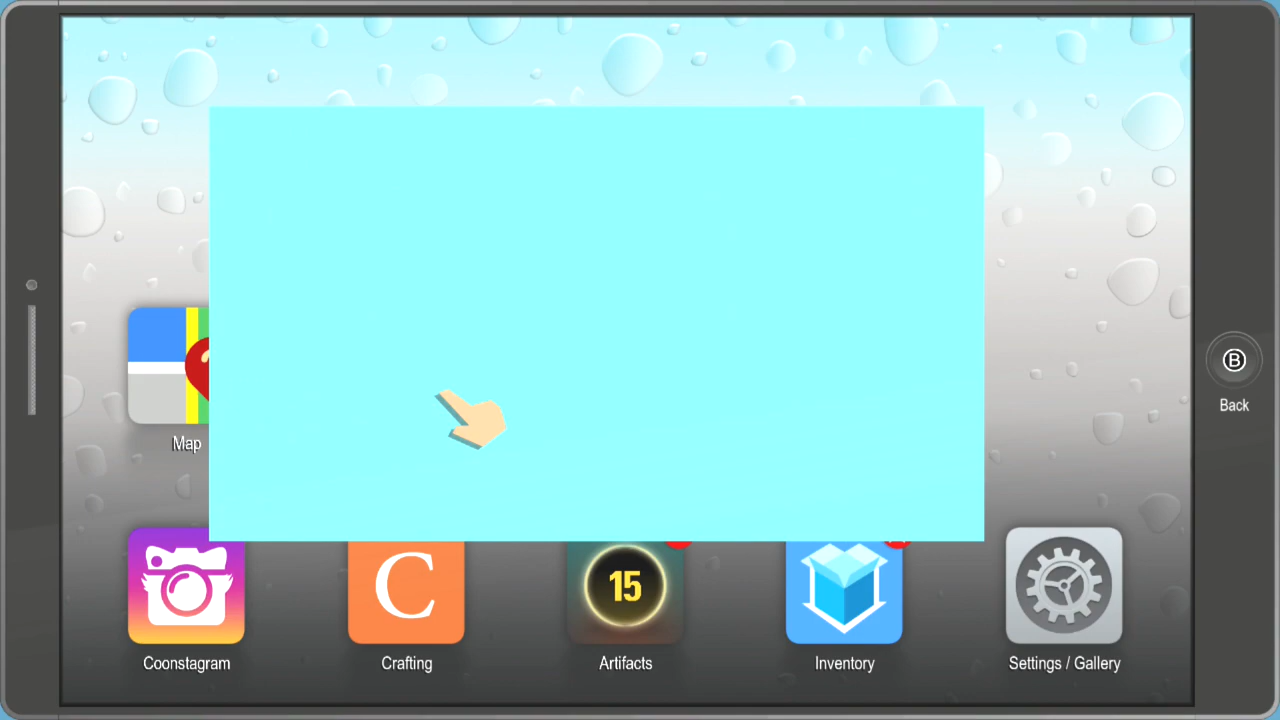 B
Back
Map
C
15
Coonstagram
Crafting
Artifacts
Inventory
Settings / Gallery